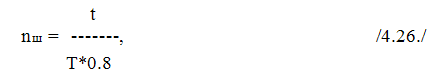 t
nш = -------, /4.26./
T*0.8